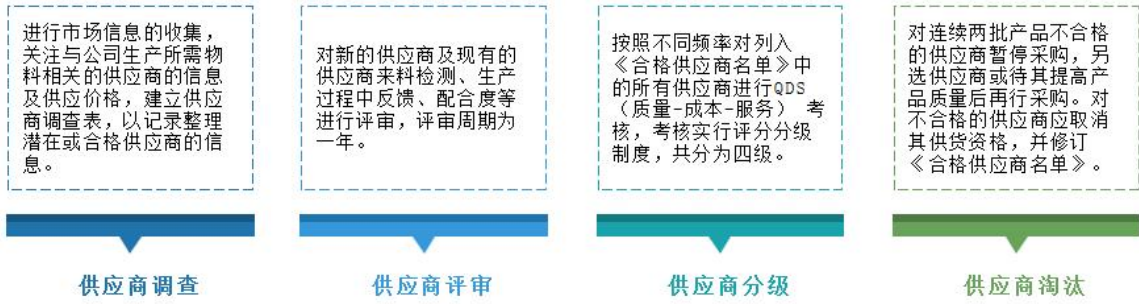 进行市场信息的收集，
关注与公司生产所需物
料相关的供应商的信息
及供应价格，建立供应
商调查表，以记录整理
潜在或合格供应商的信
息。
供应商调查
对新的供应商及现有的
供应商来料检测、生产
过程中反馈、配合度等
进行评审，评审周期为
一年。
供应商评审
按照不同频率对列入
《合格供应商名单》中
的所有供应商进行QDS
（质量-成本-服务） 考
核，考核实行评分分级
制度，共分为四级。
供应商分级
对连续两批产品不合格
的供应商暂停采购，另
选供应商或待其提高产
品质量后再行采购。对
不合格的供应商应取消
其供货资格，并修订
《合格供应商名单》。
供应商淘汰